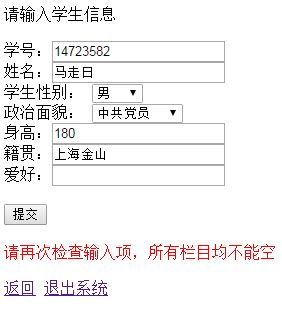 请输入学生信息
学号：14723582
姓名：马走日
学生性别： 男
政治面貌： 中共党员
身高：180
籍贯：上海金山
爱好：
提交
请再次检查输入项，所有栏目均不能空
返回 退出系统